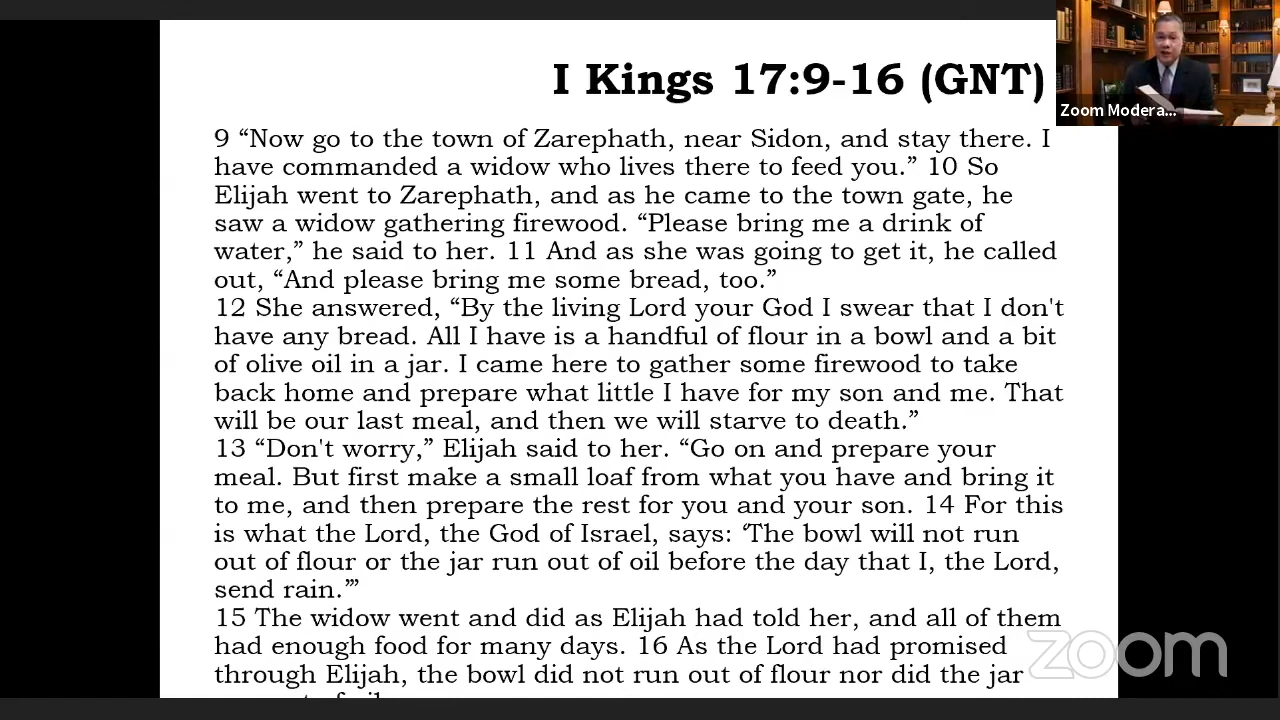 I Kings 17:9-16 (GNT)
Zoom Modera...
9 “Now go to the town of Zarephath, near Sidon, and stay there. I
have commanded a widow who lives there to feed you.” 10 So
Elijah went to Zarephath, and as he came to the town gate, he
saw a widow gathering firewood. “Please bring me a drink of
water,” he said to her. 11 And as she was going to get it, he called
out, “And please bring me some bread, too.”
12 She answered, “By the living Lord your God I swear that I don't
have any bread. All I have is a handful of flour in a bowl and a bit
of olive oil in a jar. I came here to gather some firewood to take
back home and prepare what little I have for my son and me. That
will be our last meal, and then we will starve to death.”
13 “Don't worry,” Elijah said to her. “Go on and prepare your
meal. But first make a small loaf from what you have and bring it
to me, and then prepare the rest for you and your son. 14 For this
is what the Lord, the God of Israel, says: ‘The bowl will not run
out of flour or the jar run out of oil before the day that I, the Lord,
send rain.’”
15 The widow went and did as Elijah had told her, and all of them
had enough food for many days. 16 As the Lord had promised
through Elijah, the bowl did not run out of flour nor did the jar
zoom